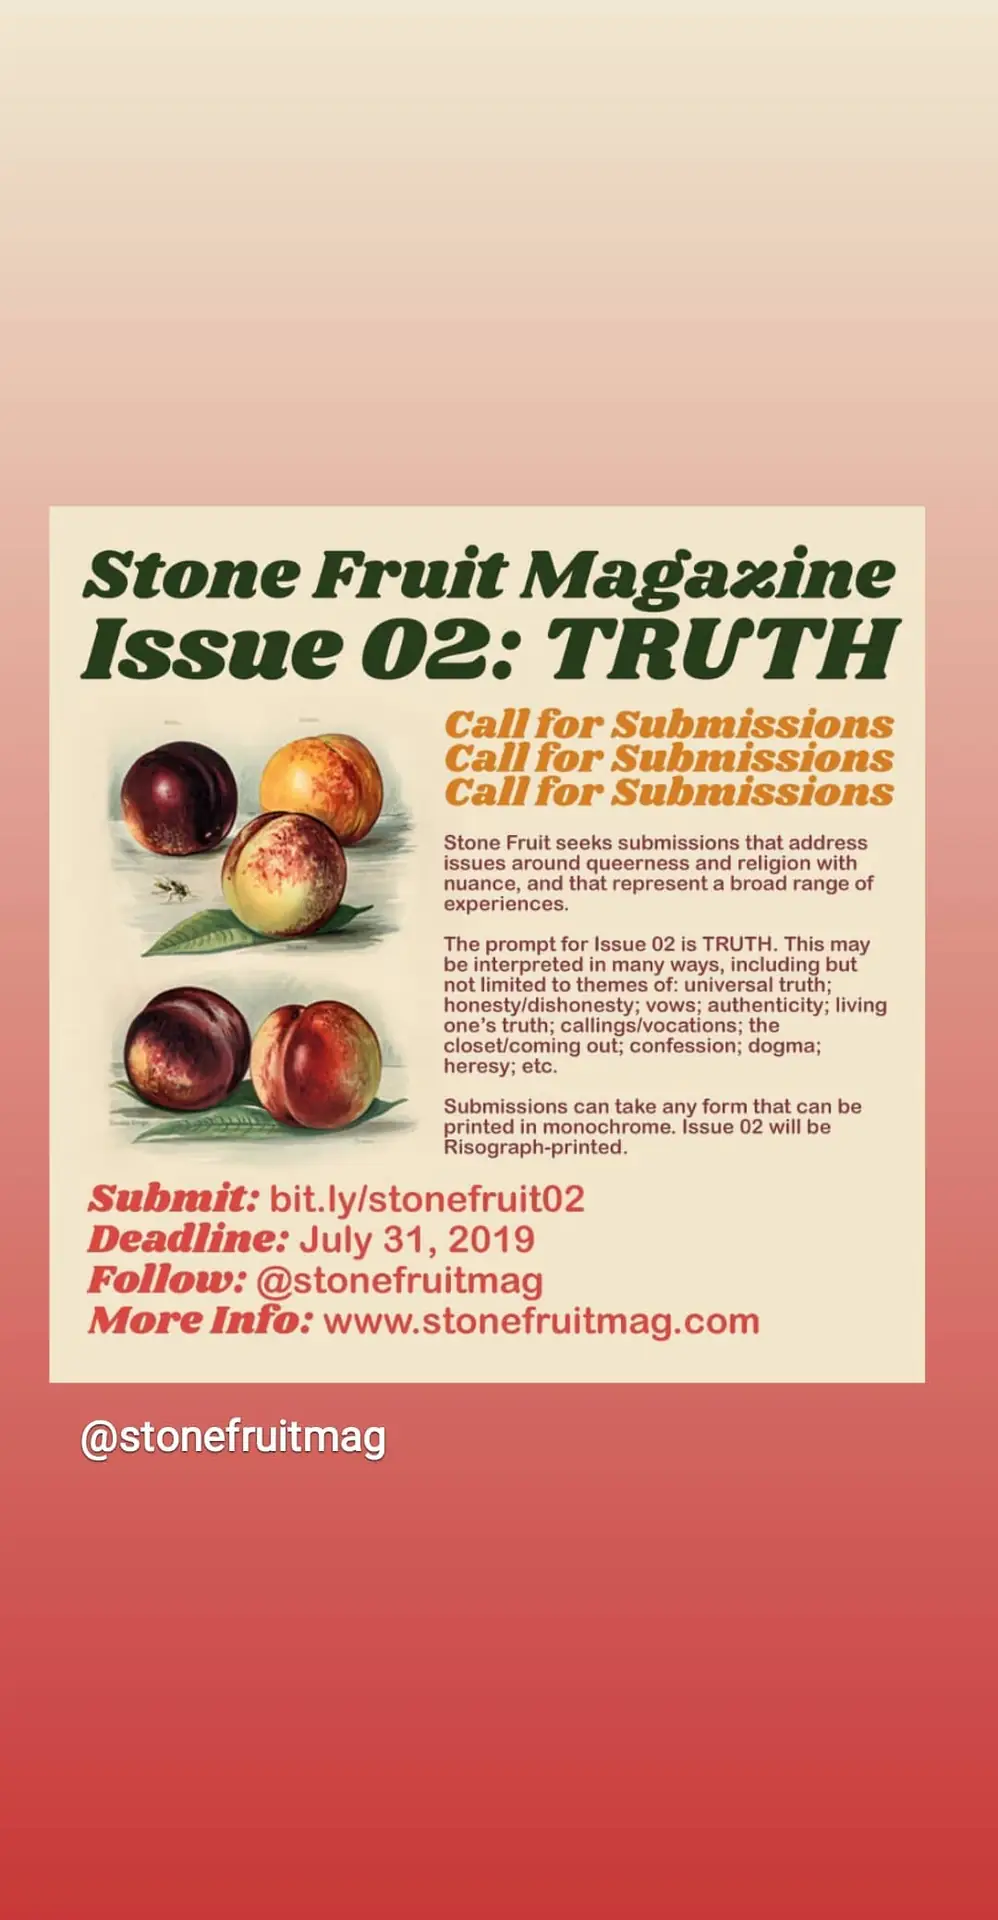 Stone Fruit Magazine
Issue 02: TRUTH
Call for Submissions
Call for Submissions
Call for Submissions
Stone Fruit seeks submissions that address
issues around queerness and religion with
nuance, and that represent a broad range of
experiences.
The prompt for Issue 02 is TRUTH. This may
be interpreted in many ways, including but
not limited to themes of: universal truth;
honesty/dishonesty; vows; authenticity; living
one's truth; callings/vocations; the
closet/coming out; confession; dogma;
heresy; etc.
Submissions can take any form that can be
printed in monochrome. Issue 02 will be
Risograph-printed.
Submit: bit.ly/stonefruit02
Deadline: July 31, 2019
Follow: @stonefruitmag
More Info: www.stonefruitmag.com
@stonefruitmag